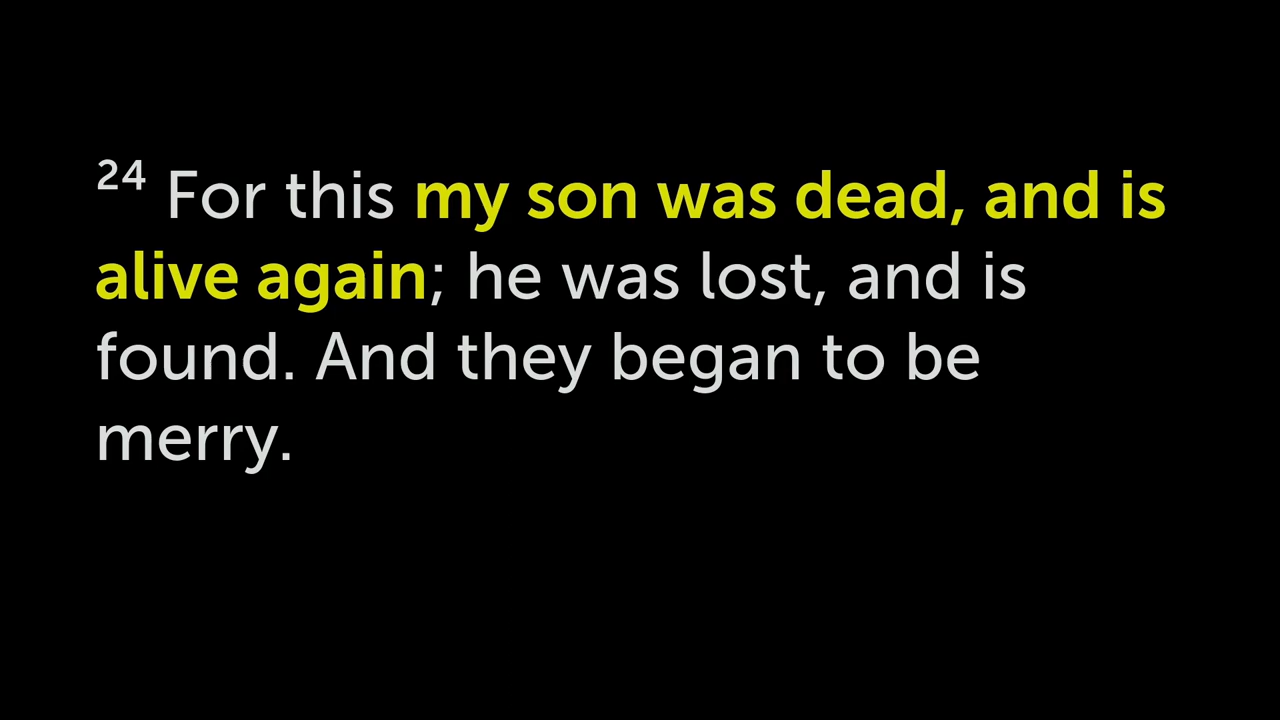 24 For this my son was dead, and is
alive again; he was lost, and is
found. And they began to be
merry.